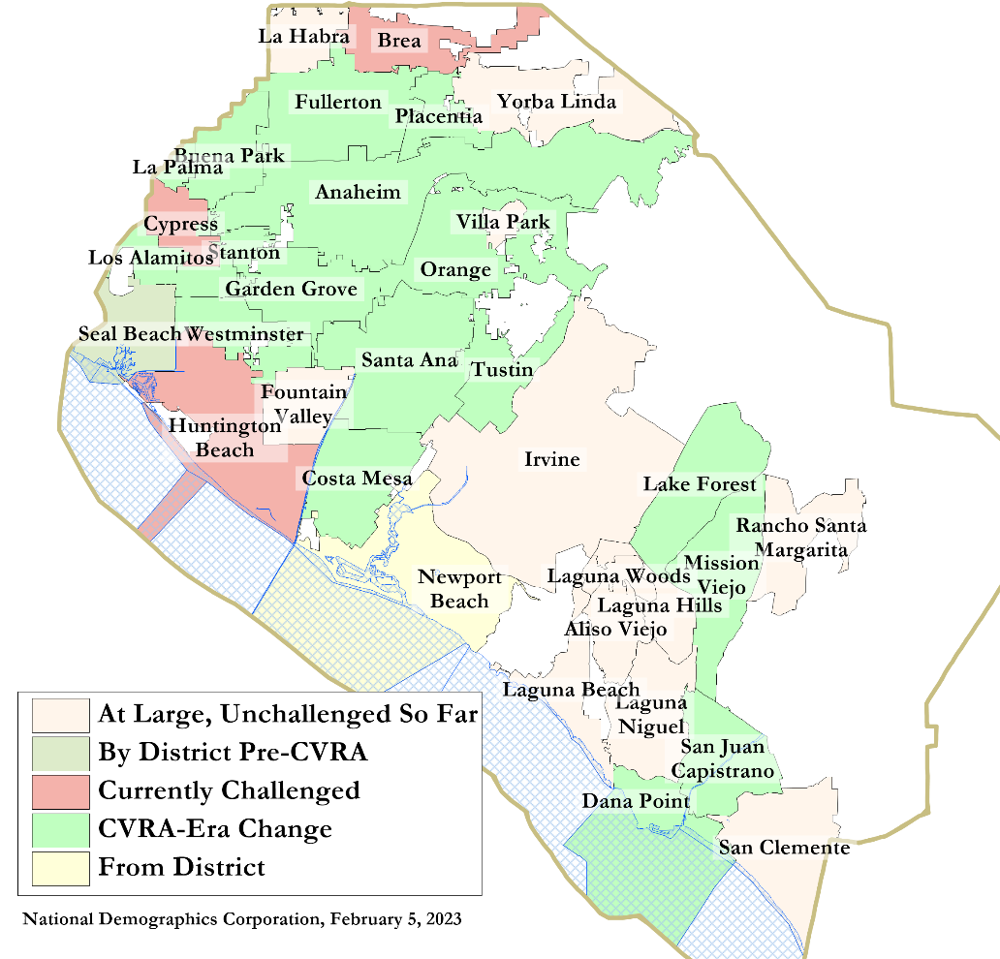 La Habra
Brea
Fullerton
Yorba Linda
Placentia
Buena Park
La Palma
Anaheim
Cypress
Villa Park
Los Alamitos
Stanton
Orange
Garden Grove
Seal Beach
Westminster
Santa Ana
Tustin
Fountain
Valley
Huntington
Beach
Irvine
Costa Mesa
Lake Forest
Rancho Santa
Margarita
Newport
Beach
Laguna Woods
Mission
Viejo
Laguna Hills
Aliso Viejo
Laguna Beach
Laguna
Niguel
San Juan
Capistrano
Dana Point
San Clemente
At Large, Unchallenged So Far
By District Pre-CVRA
Currently Challenged
CVRA-Era Change
From District
National Demographics Corporation, February 5, 2023